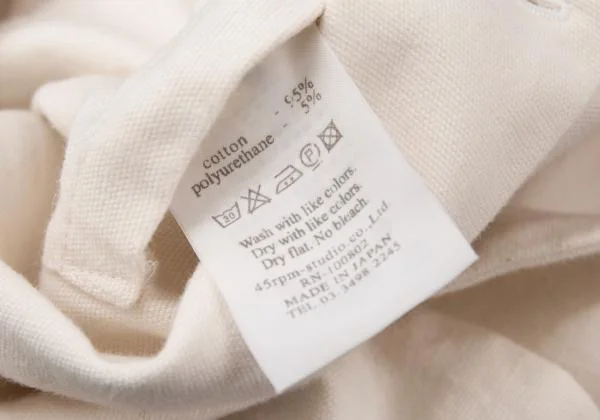 cotton - 95%
polyurethane - 5%
30 P
Wash with like colors.
Dry with like colors.
Dry flat. No bleach.
45rpm-studio co., Ltd.
RN-100802
MADE IN JAPAN
TEL 03 3498 2245